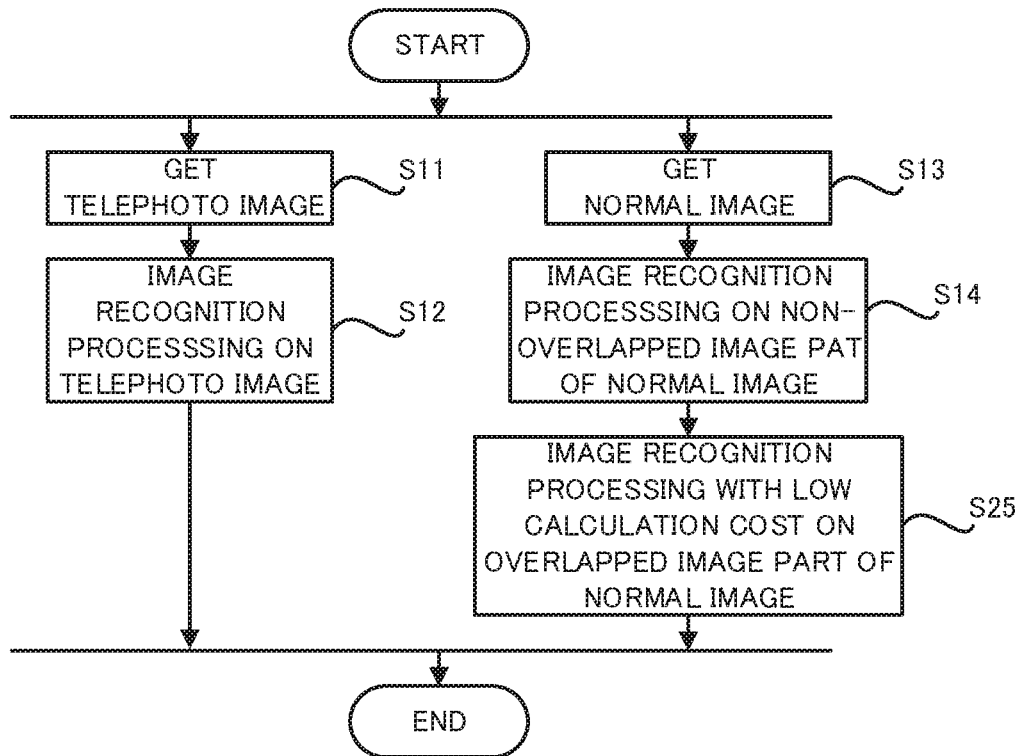 START
GET
TELEPHOTO IMAGE
S11
IMAGE
RECOGNITION
PROCESSSING ON
TELEPHOTO IMAGE
S12
GET
NORMAL IMAGE
S13
IMAGE RECOGNITION
PROCESSSING ON NON-
OVERLAPPED IMAGE PAT
OF NORMAL IMAGE
S14
IMAGE RECOGNITION
PROCESSING WITH LOW
CALCULATION COST ON
OVERLAPPED IMAGE PART OF
NORMAL IMAGE
S25
END